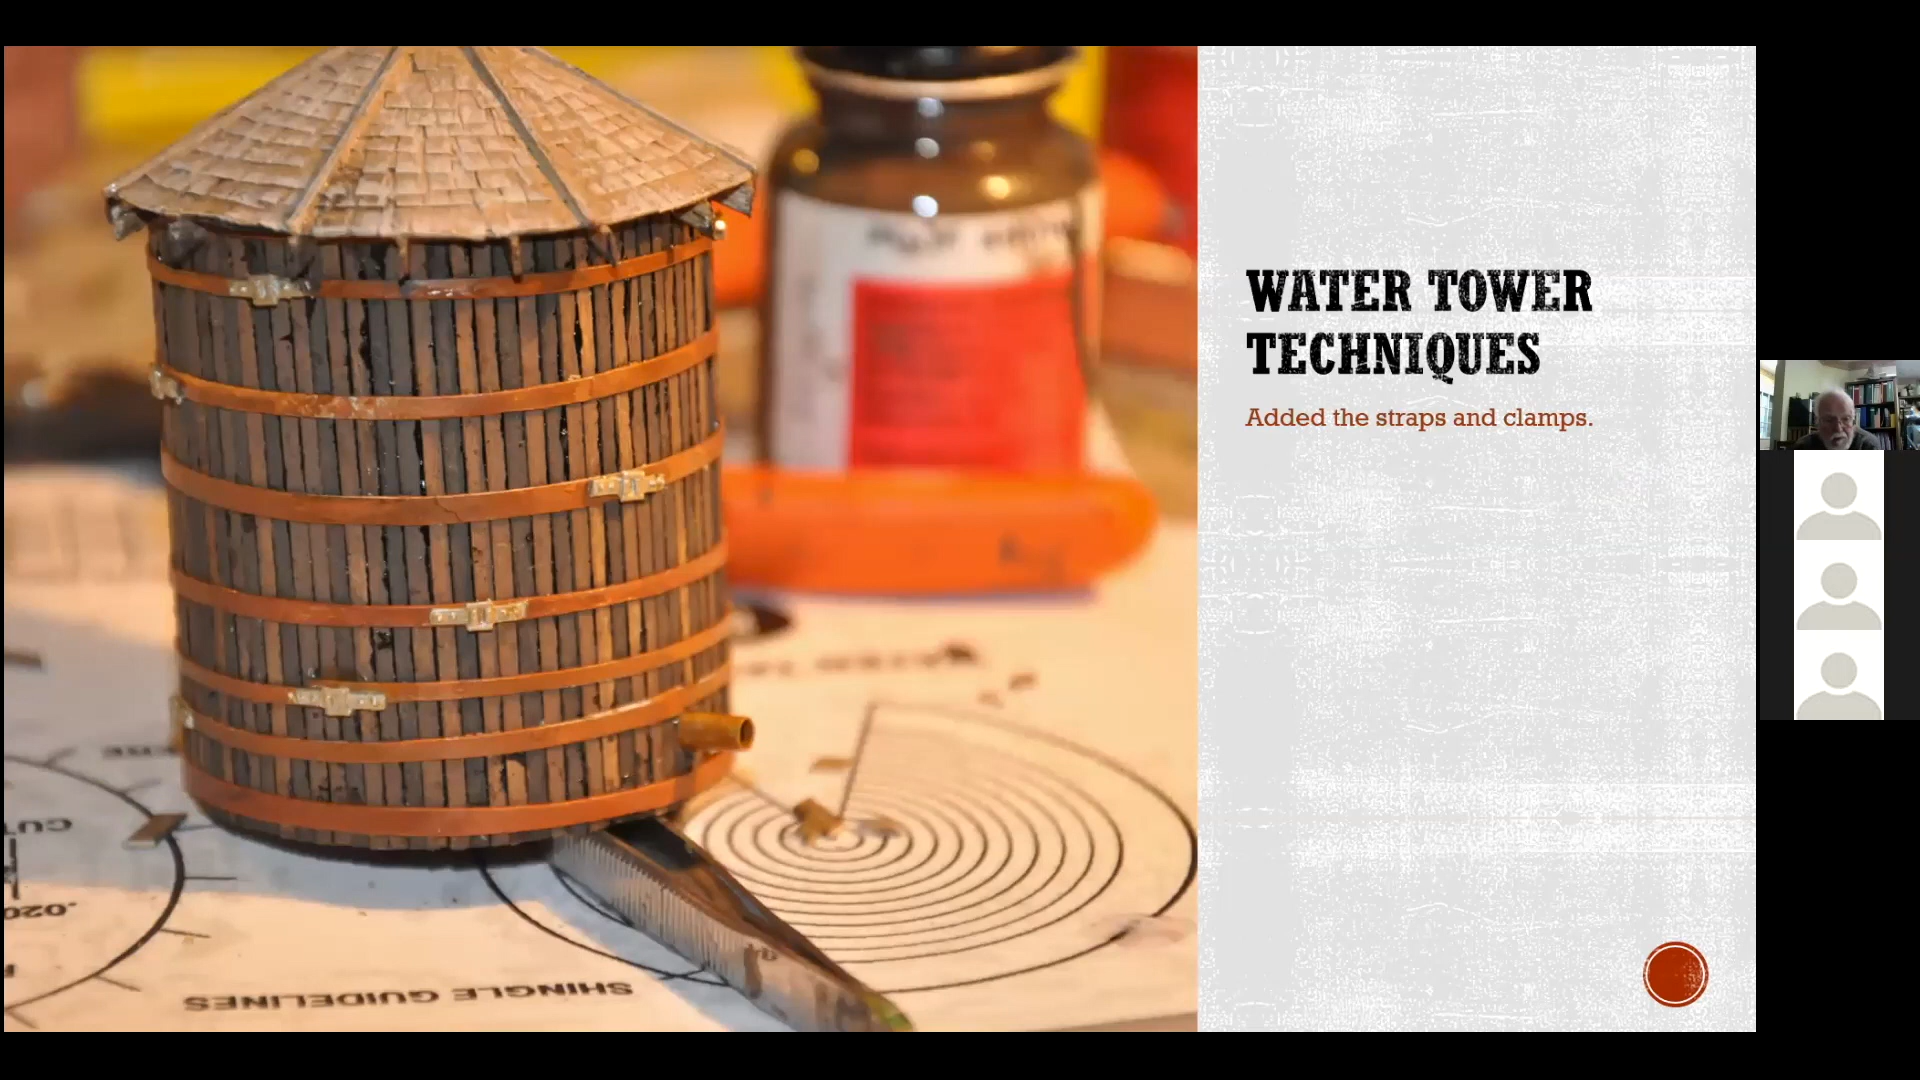 WATER TOWER
TECHNIQUES
Added the straps and clamps.
.020"
SHINGLE GUIDELINES